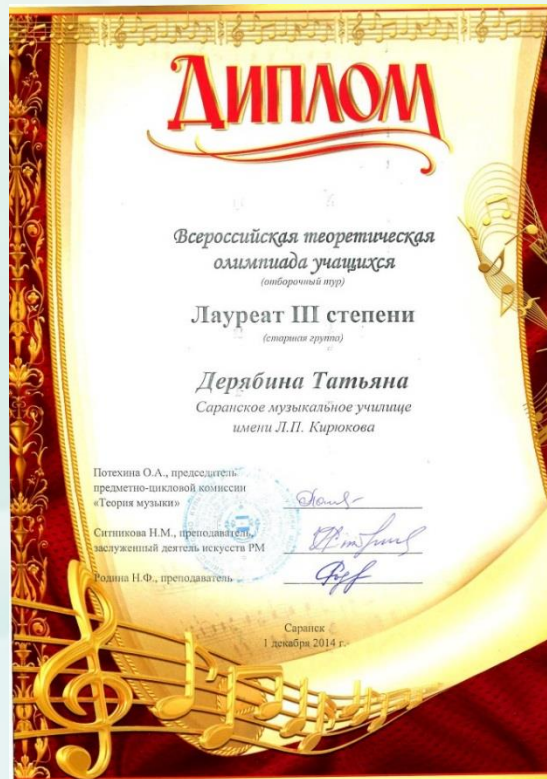 ДИПЛОМ
Всероссийская теоретическая
олимпиада учащихся
(отборочный тур)
Лауреат III степени
(старшая группа)
Дерябина Татьяна
Саранское музыкальное училище
имени Л.П. Кирюкова
Потехина О.А., председатель
предметно-цикловой комиссии
«Теория музыки»
Ситникова Н.М., преподаватель,
заслуженный деятель искусств РМ
Родина Н.Ф., преподаватель
Саранск
1 декабря 2014 г.